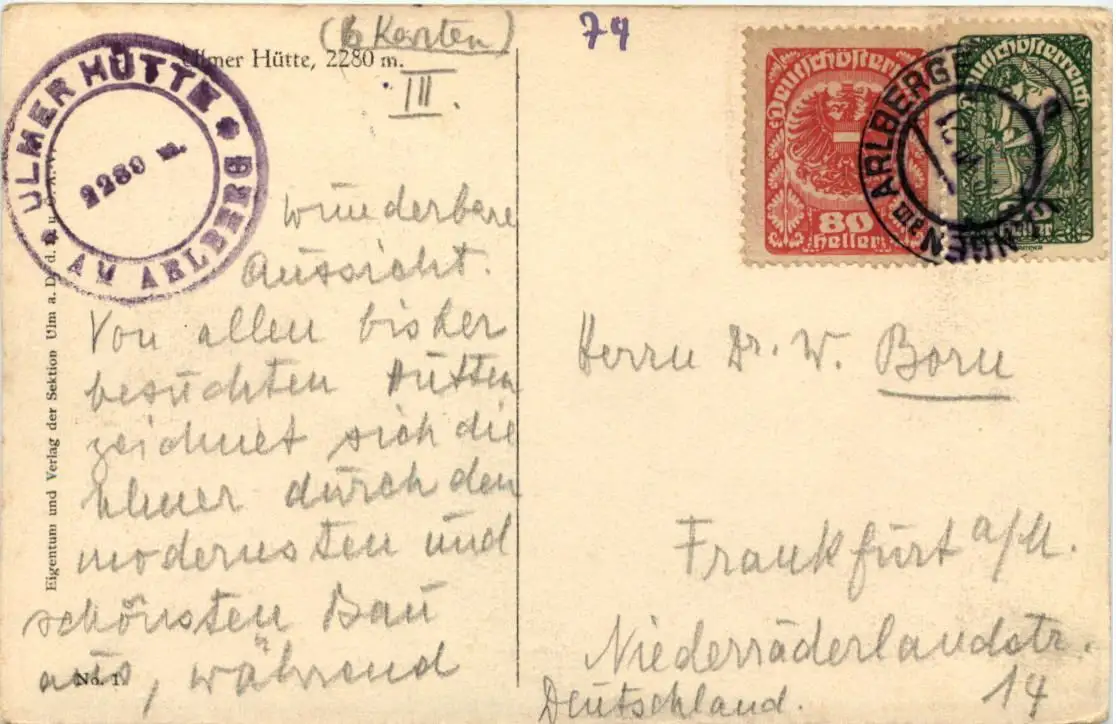 (6 Karten)
74
Ulmer Hütte, 2280 m.
III.
ULMER HÜTTE
2280 m.
AM ARLBERG
Eigentum und Verlag der Sektion Ulm a. D. d. u.
wunderbare
Aussicht.
Von allen bisher
besuchten Hütten
zeichnet sich die
Ulmer durch den
modernsten und
schönsten Bau
aus, während
No. 1.
Deutschösterreich
80
Heller
Deutschösterreich
Heller
ARLBERGE
Herrn Dr. W. Born
Frankfurt a/M.
Niederräderlandstr.
14
Deutschland.